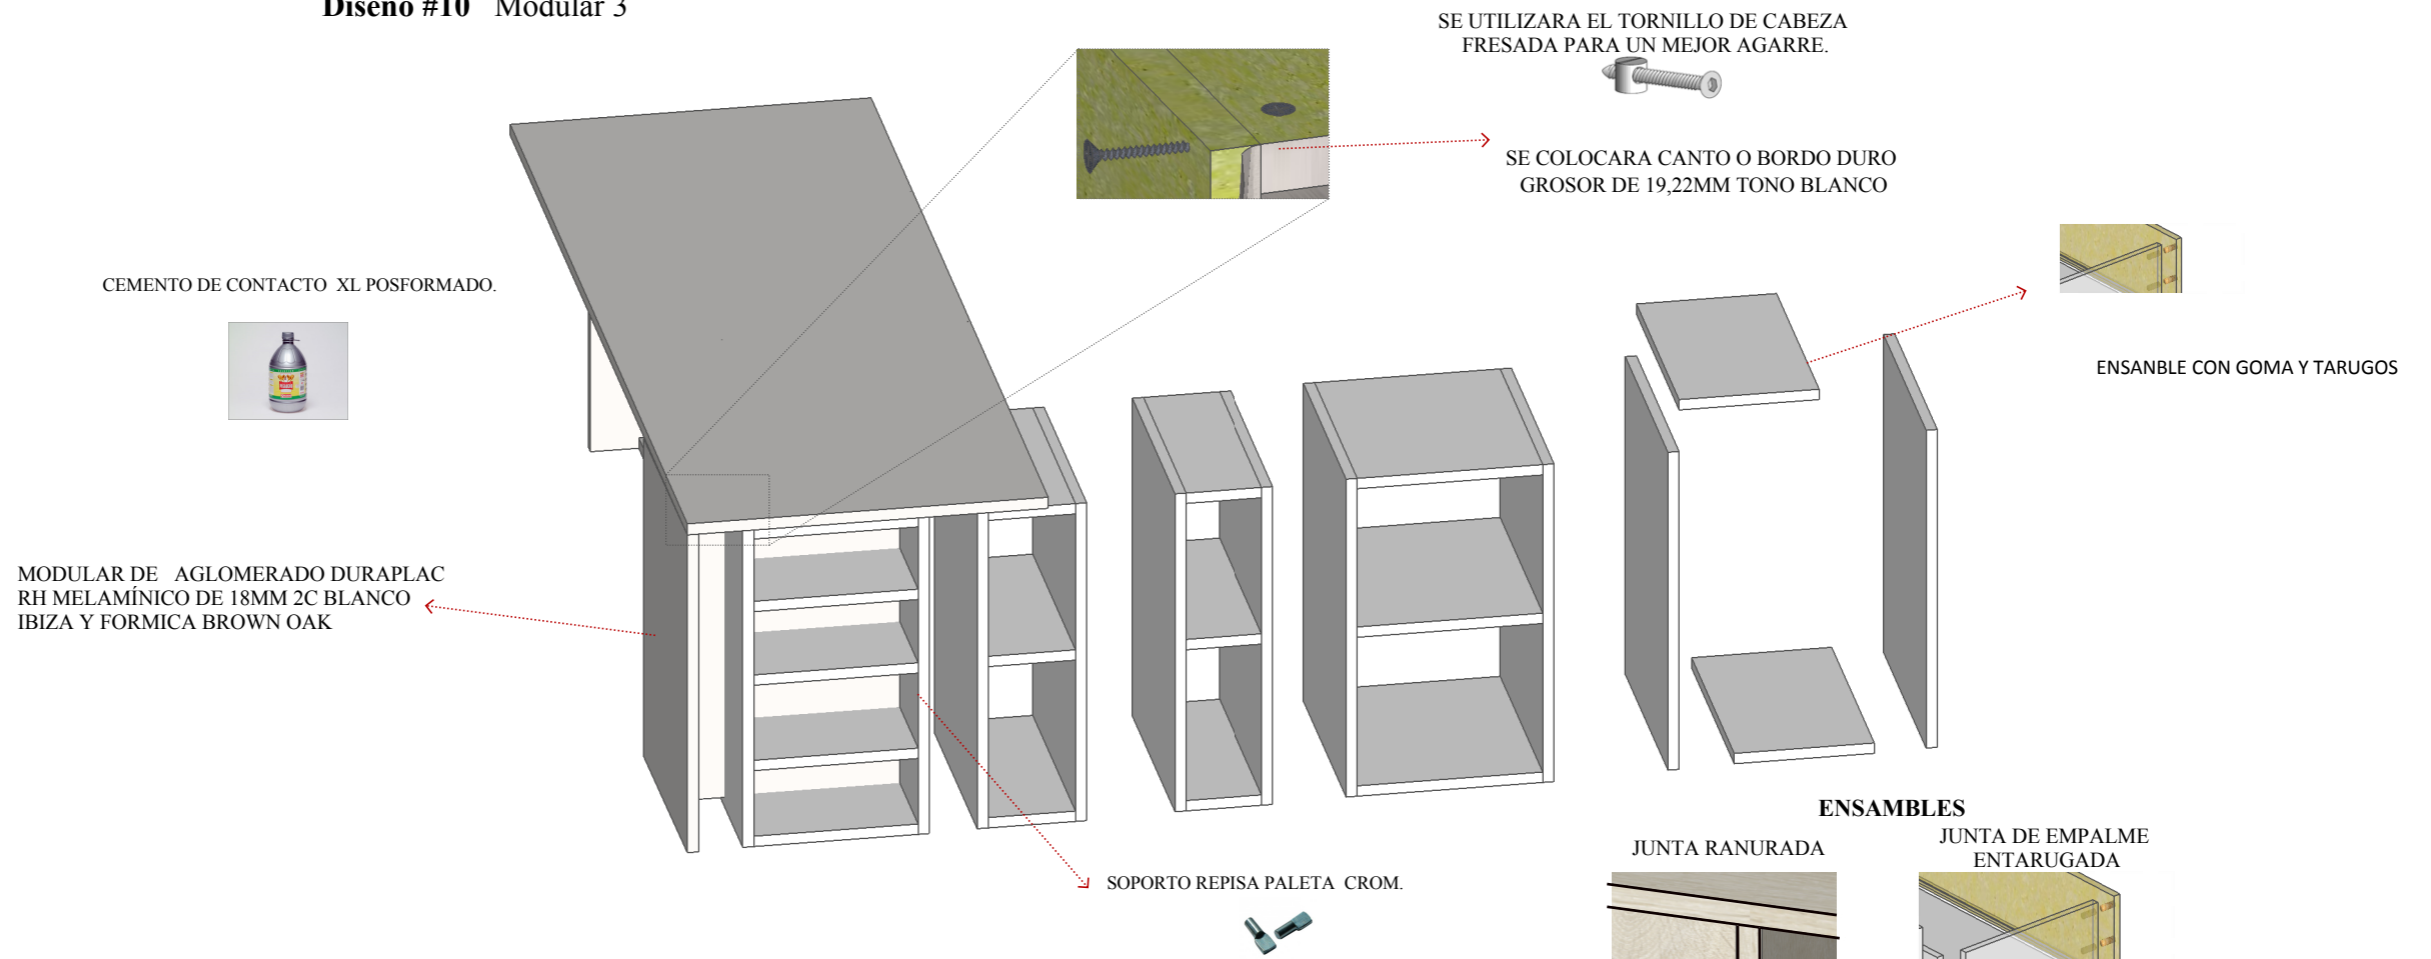 Diseño #10 Modular 3
SE UTILIZARA EL TORNILLO DE CABEZA
FRESADA PARA UN MEJOR AGARRE.
SE COLOCARA CANTO O BORDO DURO
GROSOR DE 19,22MM TONO BLANCO
CEMENTO DE CONTACTO XL POSFORMADO.
ENSANBLE CON GOMA Y TARUGOS
MODULAR DE AGLOMERADO DURAPLAC
RH MELAMÍNICO DE 18MM 2C BLANCO
IBIZA Y FORMICA BROWN OAK
SOPORTO REPISA PALETA CROM.
ENSAMBLES
JUNTA RANURADA
JUNTA DE EMPALME
ENTARUGADA